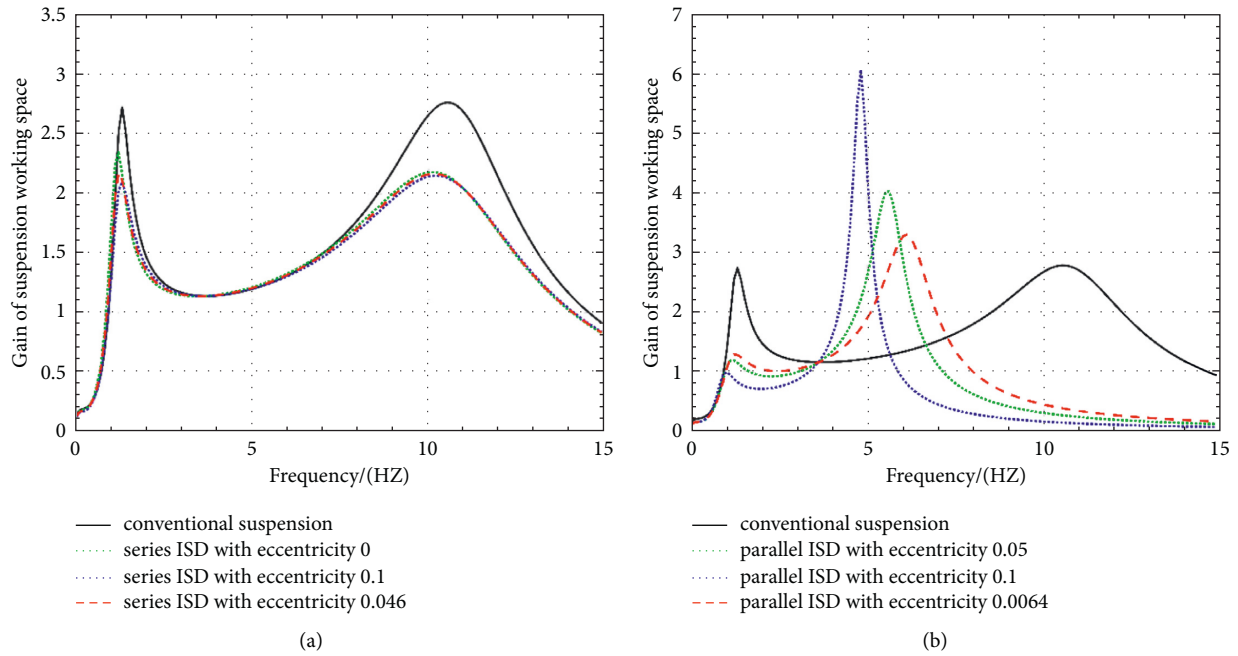 3.5
3
2.5
2
1.5
1
0.5
0
Gain of suspension working space
0
5
10
15
Frequency/(HZ)
conventional suspension
series ISD with eccentricity 0
series ISD with eccentricity 0.1
series ISD with eccentricity 0.046
(a)
7
6
5
4
3
2
1
0
Gain of suspension working space
0
5
10
15
Frequency/(HZ)
conventional suspension
parallel ISD with eccentricity 0.05
parallel ISD with eccentricity 0.1
parallel ISD with eccentricity 0.0064
(b)